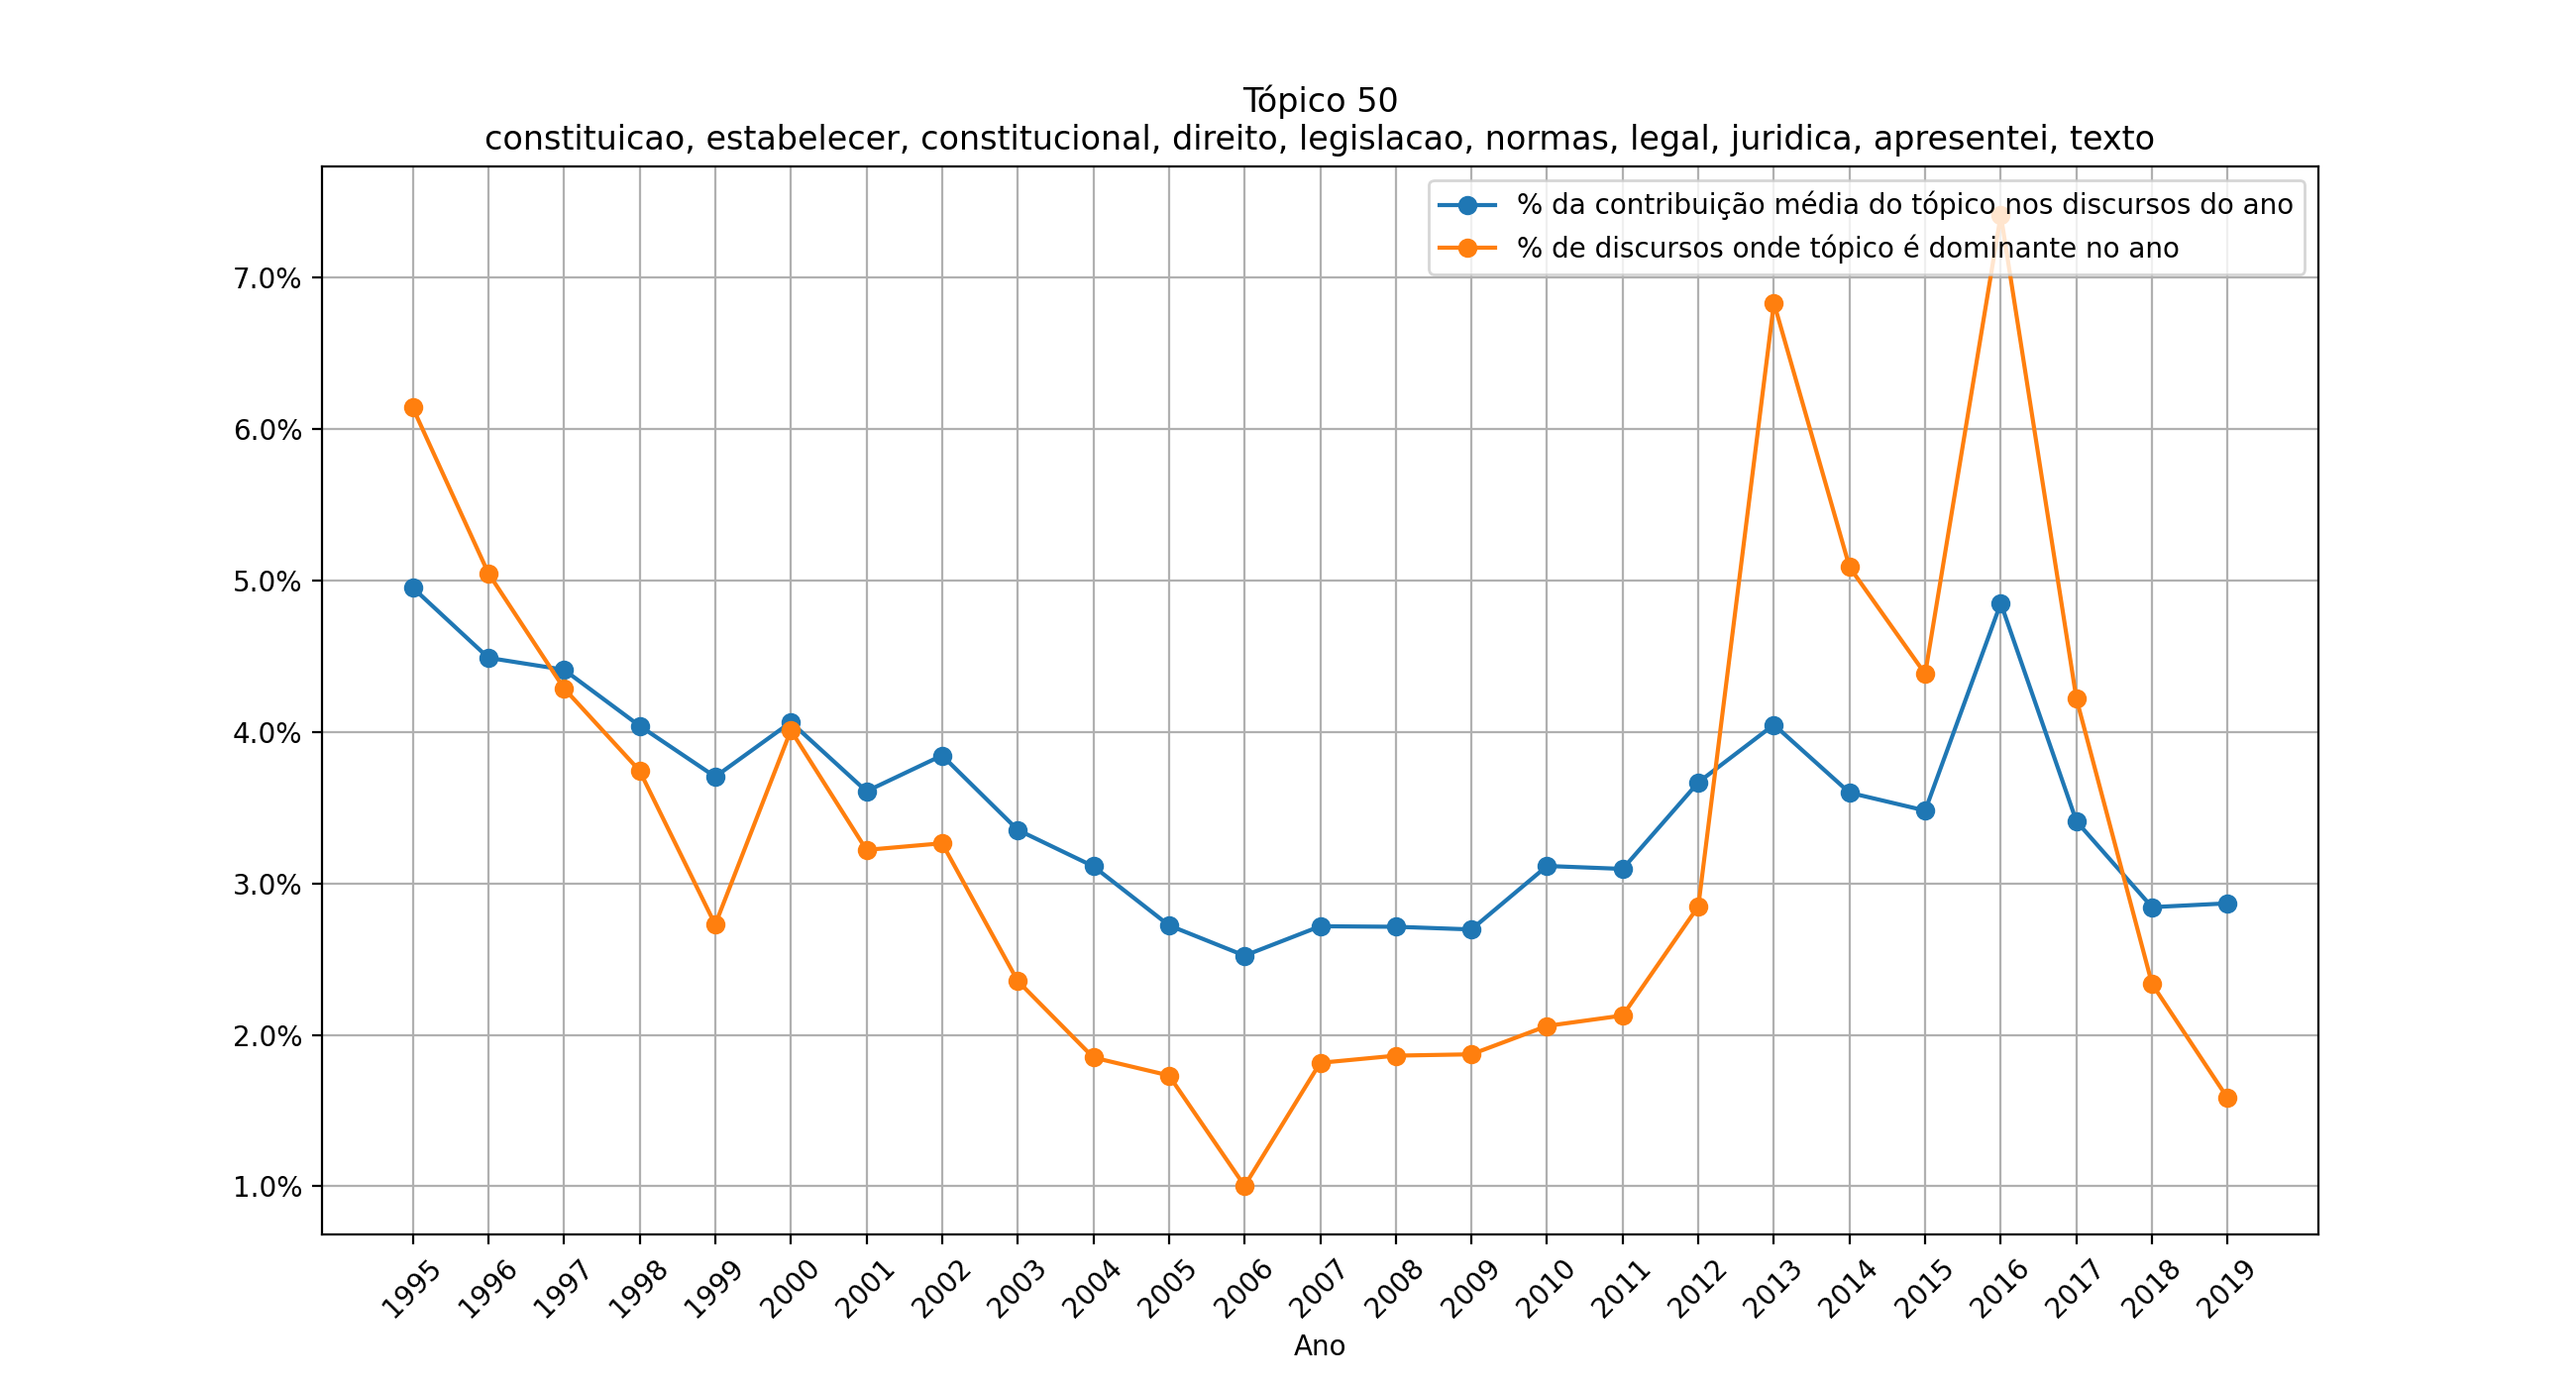 Tópico 50
constituicao, estabelecer, constitucional, direito, legislacao, normas, legal, juridica, apresentei, texto
% da contribuição média do tópico nos discursos do ano
% de discursos onde tópico é dominante no ano
7.0%
6.0%
5.0%
4.0%
3.0%
2.0%
1.0%
1995 1996 1997 1998 1999 2000 2001 2002 2003 2004 2005 2006 2007 2008 2009 2010 2011 2012 2013 2014 2015 2016 2017 2018 2019
Ano